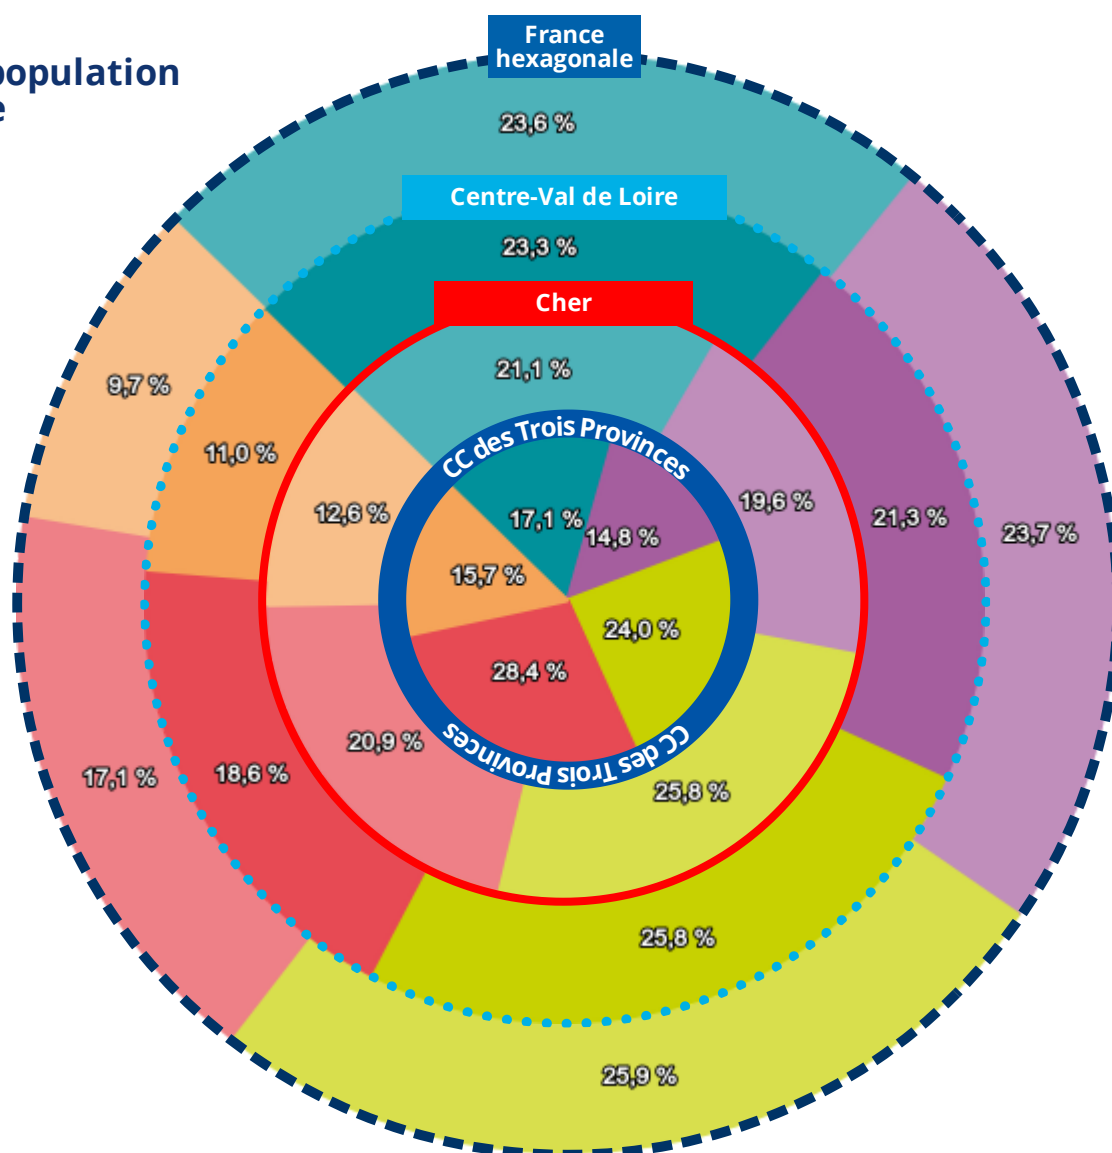 France
hexagonale
population
e
23,6 %
Centre-Val de Loire
23,3 %
Cher
21,1 %
9,7 %
CC des Trois Provinces
11,0 %
12,6 %
19,6 %
21,3 %
23,7 %
17,1 %
14,8 %
15,7 %
24,0 %
28,4 %
20,9 %
CC des Trois Provinces
17,1 %
18,6 %
25,8 %
25,8 %
25,9 %